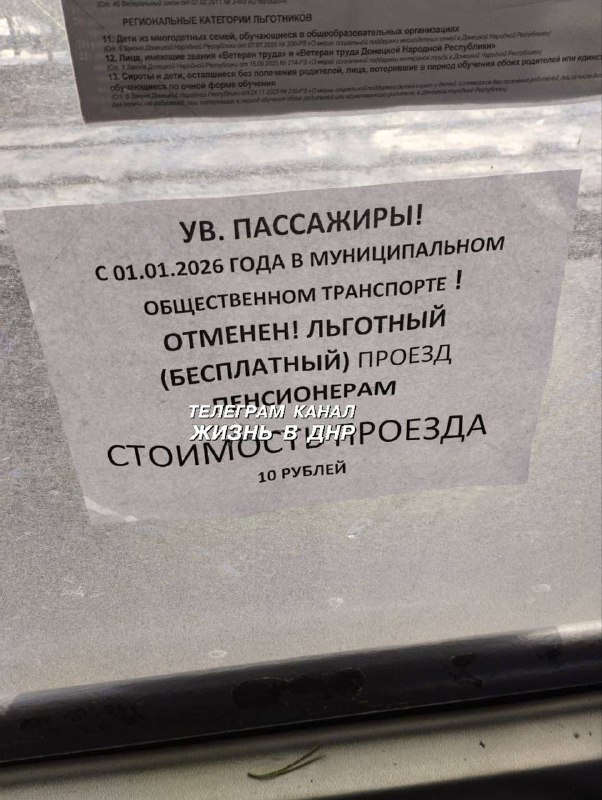 РЕГИОНАЛЬНЫЕ КАТЕГОРИИ ЛЬГОТНИКОВ
11. Дети из многодетных семей, обучающиеся в общеобразовательных организациях
12. Лица, имеющие звания «Ветеран труда» и «Ветеран труда Донецкой Народной Республики»
13. Сироты и дети, оставшиеся без попечения родителей, лица, потерявшие в период обучения обоих родителей или
обучающиеся по очной форме обучения
УВ. ПАССАЖИРЫ!
С 01.01.2026 ГОДА В МУНИЦИПАЛЬНОМ
ОБЩЕСТВЕННОМ ТРАНСПОРТЕ !
ОТМЕНЕН! ЛЬГОТНЫЙ
(БЕСПЛАТНЫЙ) ПРОЕЗД
ПЕНСИОНЕРАМ
ТЕЛЕГРАМ КАНАЛ
ЖИЗНЬ В ДНР
СТОИМОСТЬ ПРОЕЗДА
10 РУБЛЕЙ